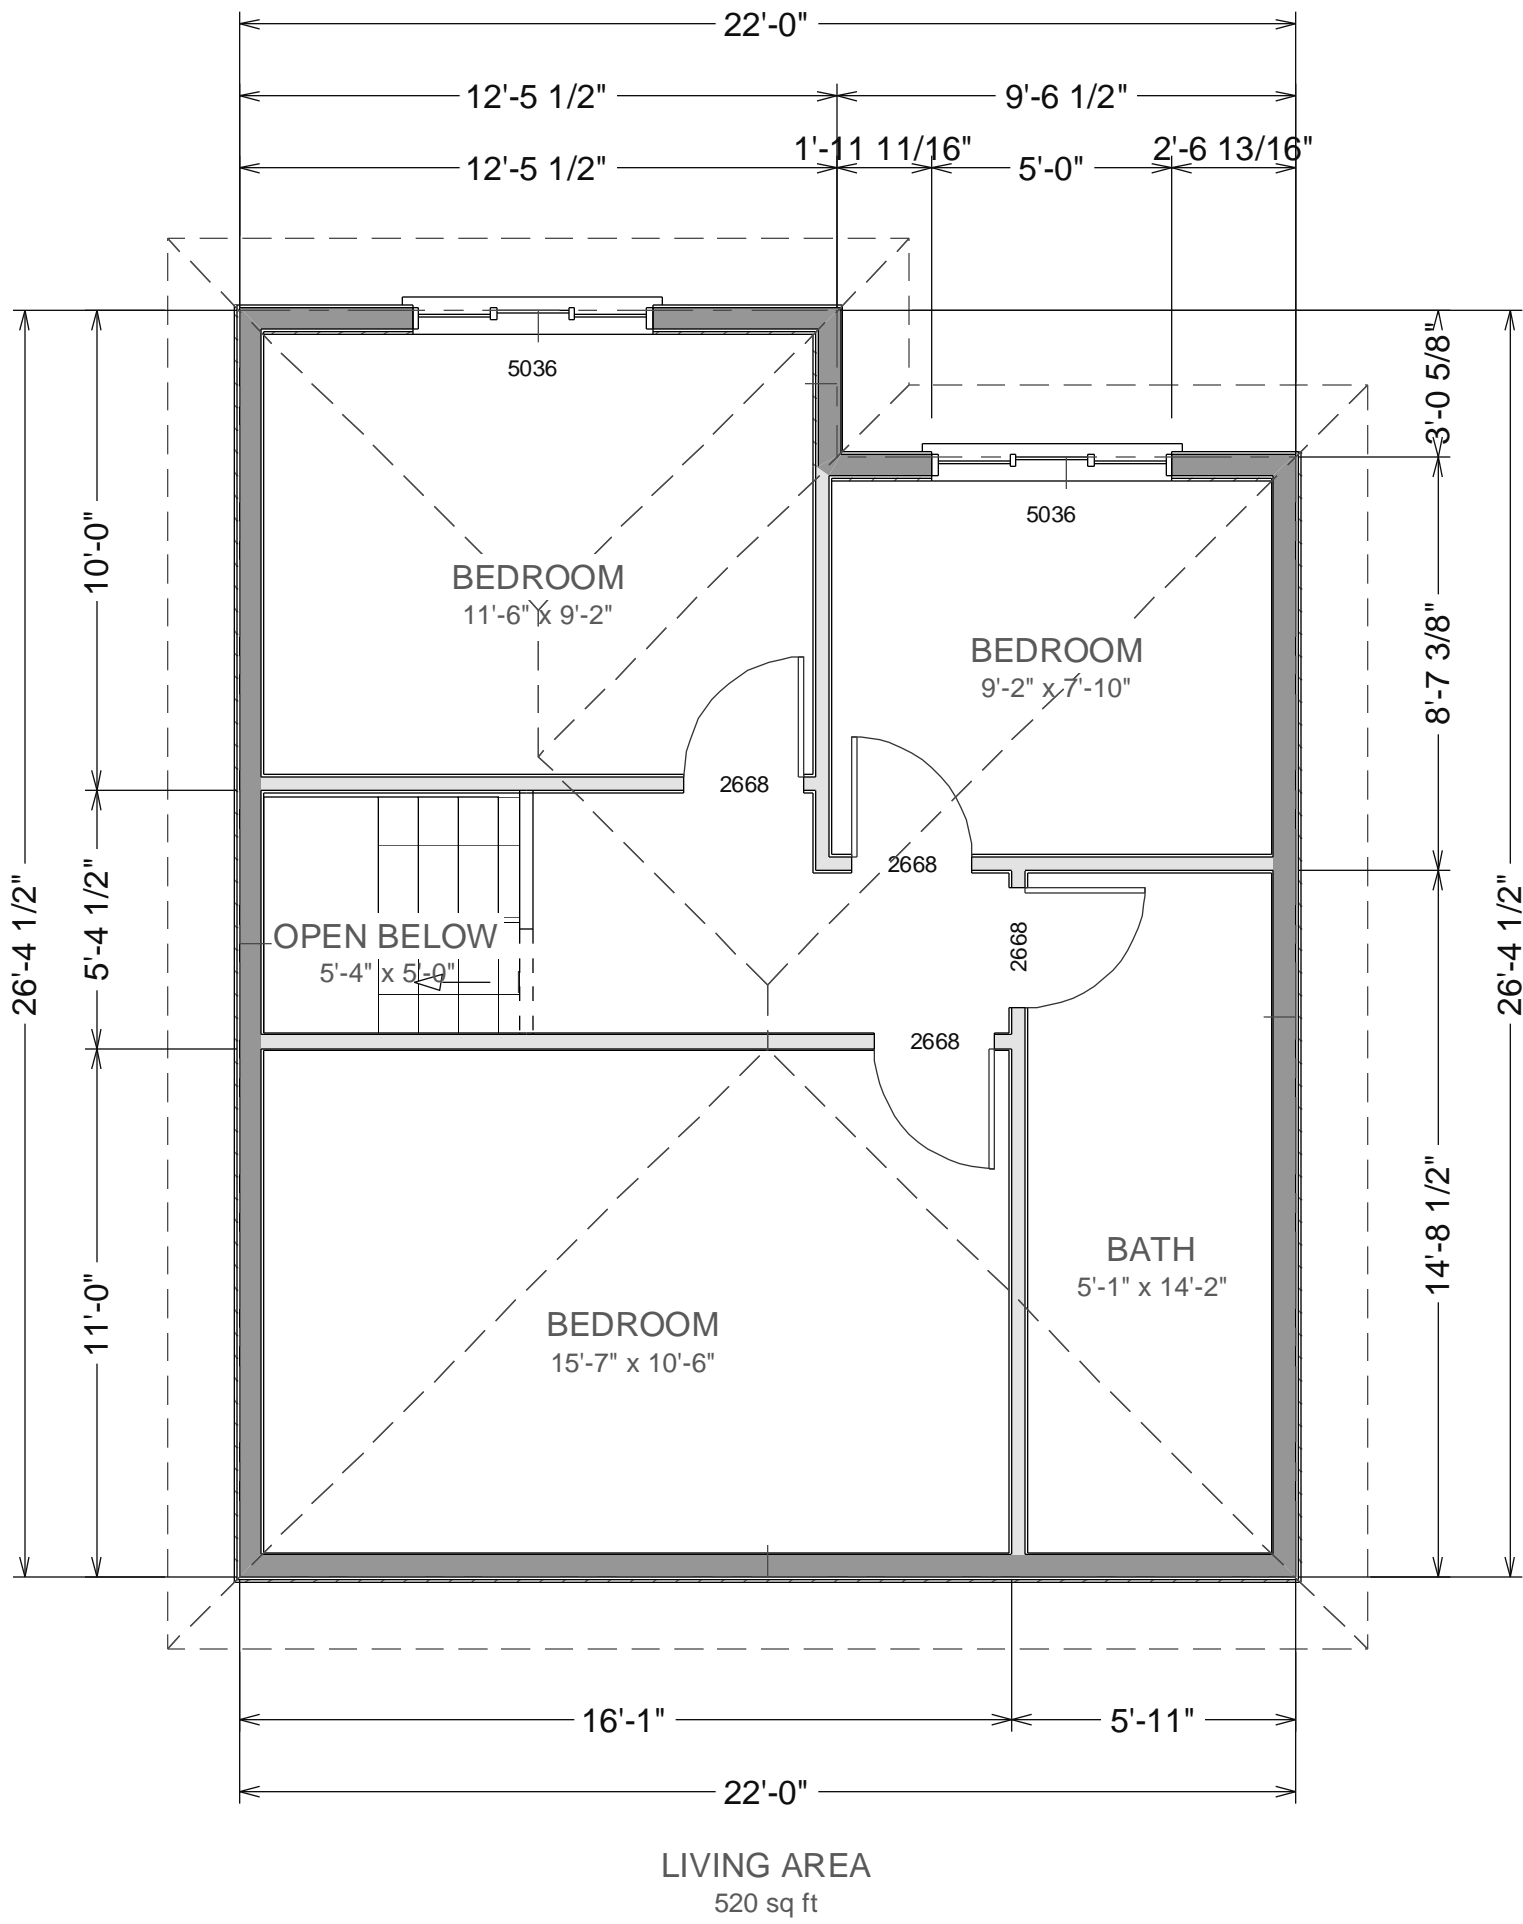 22'-0"
12'-5 1/2"
9'-6 1/2"
12'-5 1/2"
1'-11 11/16"
5'-0"
2'-6 13/16"
5036
3'-0 5/8"
5036
10'-0"
BEDROOM
11'-6" x 9'-2"
BEDROOM
9'-2" x 7'-10"
8'-7 3/8"
2668
2668
26'-4 1/2"
5'-4 1/2"
OPEN BELOW
5'-4" x 5'-0"
2668
26'-4 1/2"
2668
14'-8 1/2"
BATH
5'-1" x 14'-2"
11'-0"
BEDROOM
15'-7" x 10'-6"
16'-1"
5'-11"
22'-0"
LIVING AREA
520 sq ft